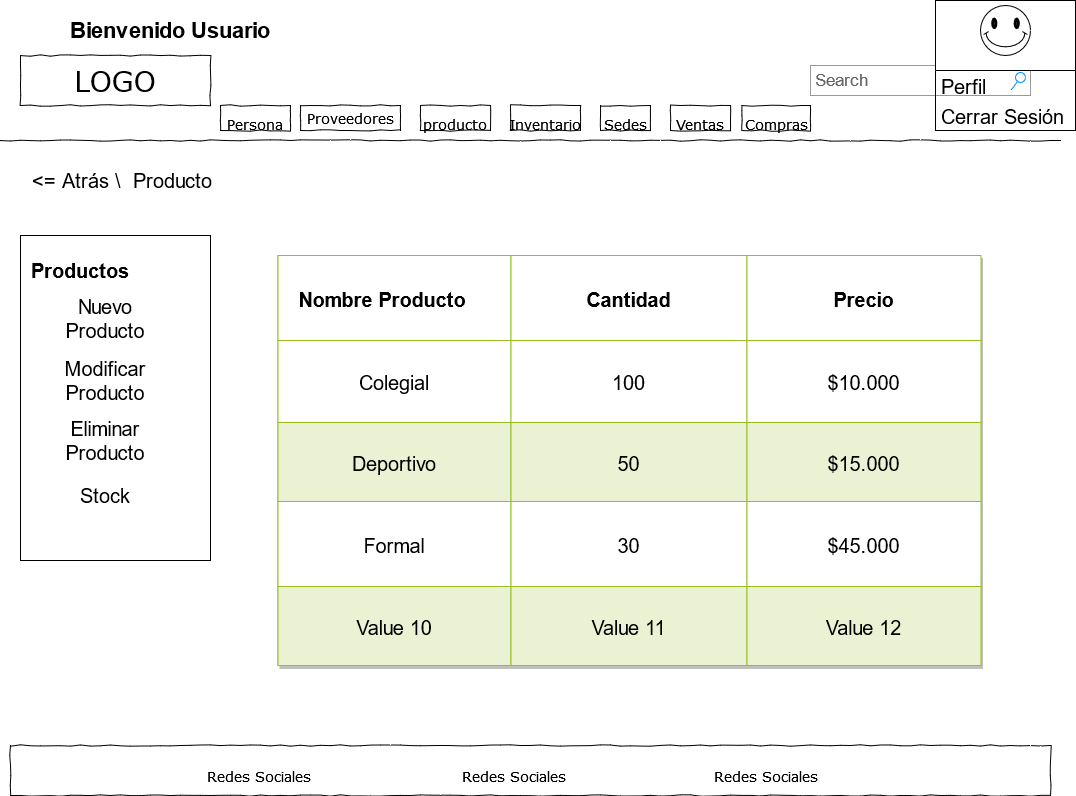 Bienvenido Usuario
LOGO
Search
Perfil
Cerrar Sesión
Persona
Proveedores
producto
Inventario
Sedes
Ventas
Compras
<= Atrás \ Producto
Productos
Nuevo
Producto
Modificar
Producto
Eliminar
Producto
Stock
Nombre Producto Cantidad Precio
Colegial 100 $10.000
Deportivo 50 $15.000
Formal 30 $45.000
Value 10 Value 11 Value 12
Redes Sociales Redes Sociales Redes Sociales